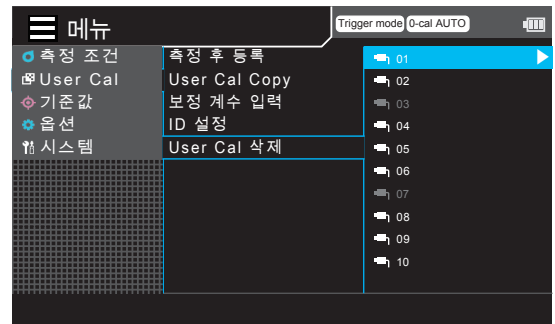 메뉴
Trigger mode 0-cal AUTO
측정 조건
User Cal
기준값
옵션
시스템
측정 후 등록
User Cal Copy
보정 계수 입력
ID 설정
User Cal 삭제
01
02
03
04
05
06
07
08
09
10